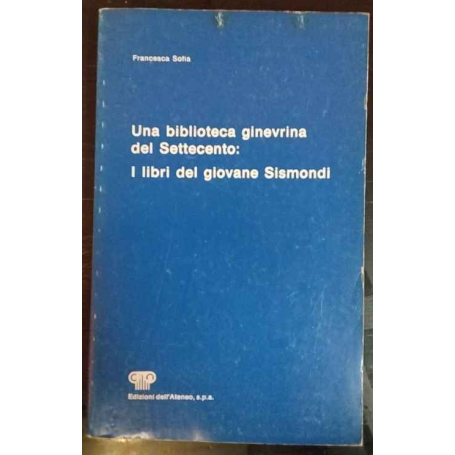 Francesca Sofia
Una biblioteca ginevrina
del Settecento:
I libri del giovane Sismondi
Edizioni dell'Ateneo, s.p.a.